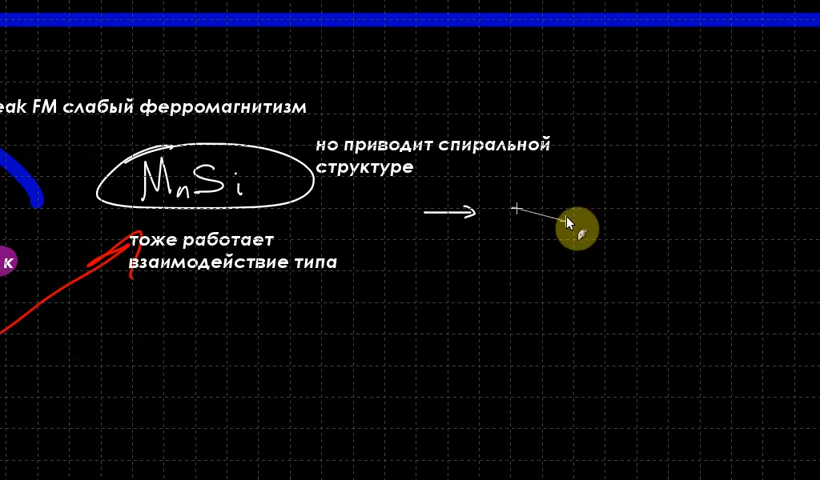 eak FM слабый ферромагнитизм
но приводит спиральной
структуре
MnSi
тоже работает
взаимодействие типа
к